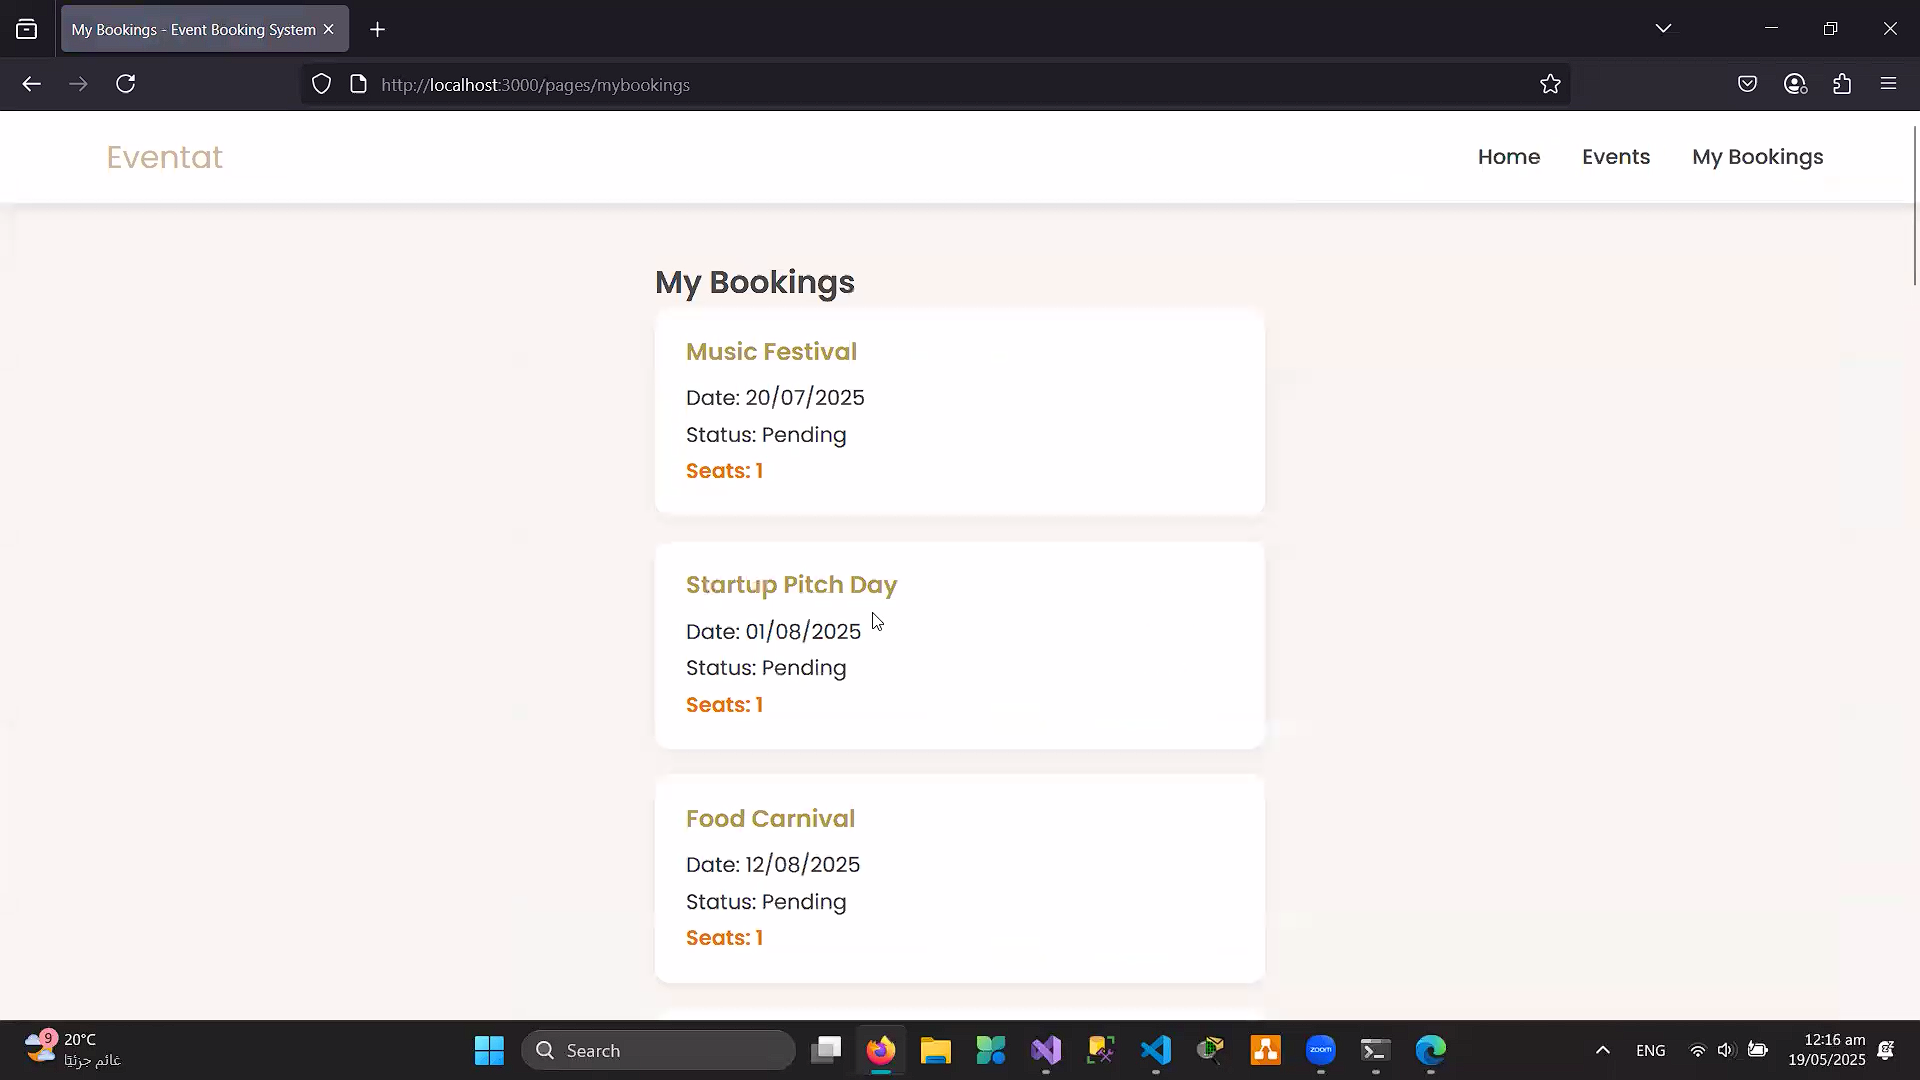 My Bookings - Event Booking System
http://localhost:3000/pages/mybookings
Eventat
Home
Events
My Bookings
My Bookings
Music Festival
Date: 20/07/2025
Status: Pending
Seats: 1
Startup Pitch Day
Date: 01/08/2025
Status: Pending
Seats: 1
Food Carnival
Date: 12/08/2025
Status: Pending
Seats: 1
9
20°C
غائم جزئيًا
Search
zoom
ENG
12:16 am
19/05/2025